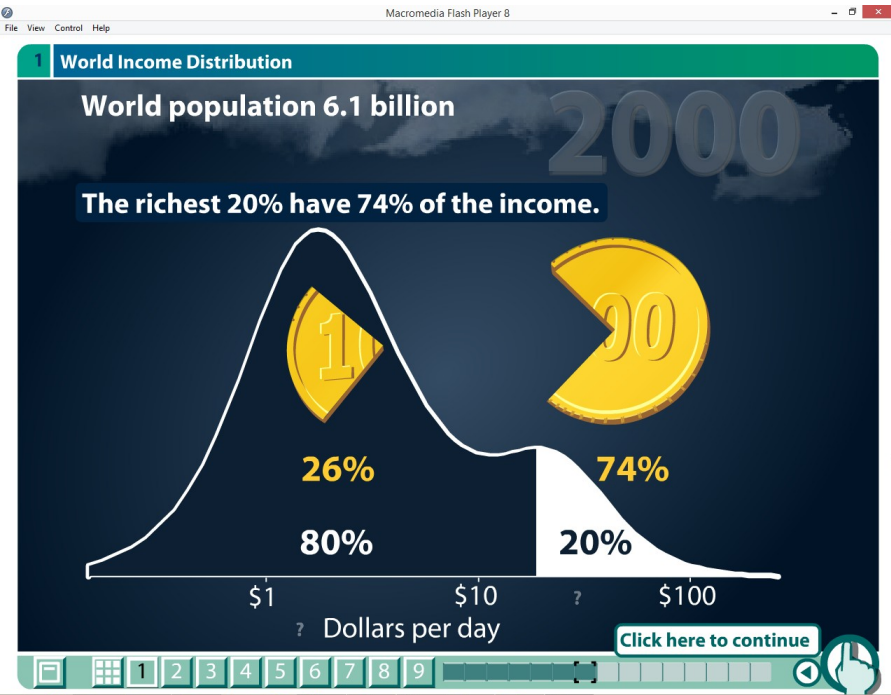 Macromedia Flash Player 8
File View Control Help
1 World Income Distribution
World population 6.1 billion
2000
The richest 20% have 74% of the income.
10
00
26% 74%
80% 20%
$1 $10 ? $100
? Dollars per day
Click here to continue
1 2 3 4 5 6 7 8 9